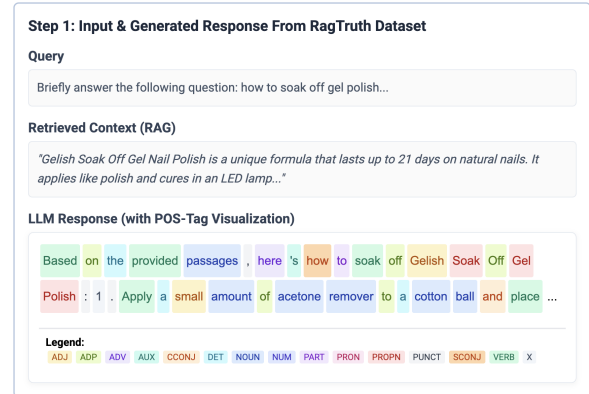 Step 1: Input & Generated Response From RagTruth Dataset
Query
Briefly answer the following question: how to soak off gel polish...
Retrieved Context (RAG)
"Gelish Soak Off Gel Nail Polish is a unique formula that lasts up to 21 days on natural nails. It
applies like polish and cures in an LED lamp..."
LLM Response (with POS-Tag Visualization)
Based on the provided passages , here 's how to soak off Gelish Soak Off Gel
Polish : 1 . Apply a small amount of acetone remover to a cotton ball and place ...
Legend:
ADJ ADP ADV AUX CCONJ DET NOUN NUM PART PRON PROPN PUNCT SCONJ VERB X